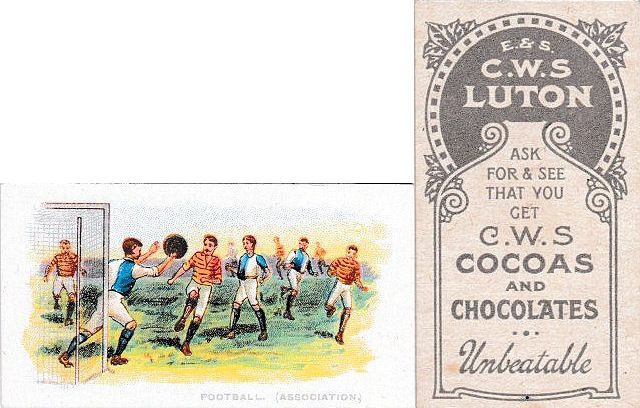 E. & S.
C.W.S
LUTON
ASK
FOR & SEE
THAT YOU
GET
C.W.S
COCOAS
AND
CHOCOLATES
Unbeatable
FOOTBALL. (ASSOCIATION.)